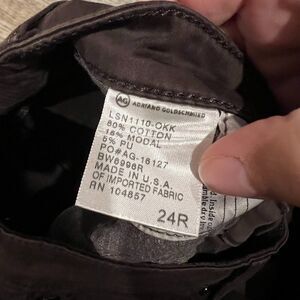 AG ADRIANO GOLDSCHMIED
LSN1110-OKK
80% COTTON
15% MODAL
5% PU
PO#AG-16127
BW6996R
MADE IN U.S.A.
OF IMPORTED FABRIC
RN 104857
24R